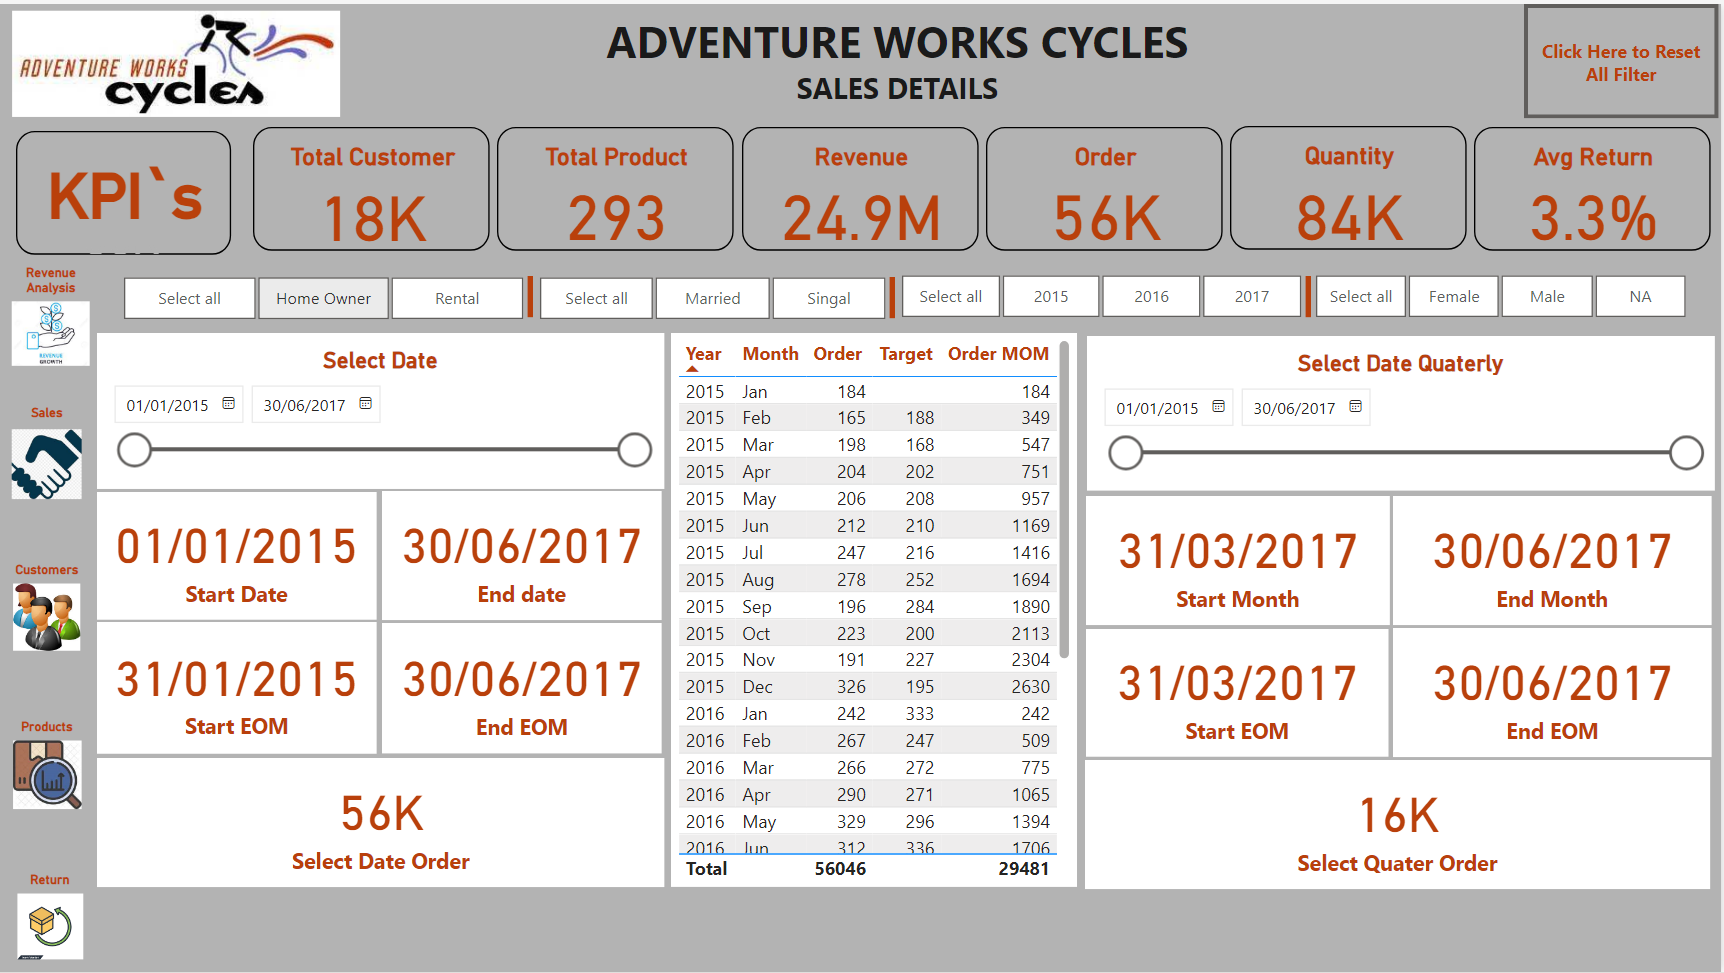 ADVENTURE WORKS
cycles
ADVENTURE WORKS CYCLES
SALES DETAILS
Click Here to Reset
All Filter
KPI`s
Total Customer
18K
Total Product
293
Revenue
24.9M
Order
56K
Quantity
84K
Avg Return
3.3%
Revenue
Analysis
REVENUE
GROWTH
Sales
Customers
Products
Return
Select all Home Owner Rental
Select all Married Singal
Select all 2015 2016 2017
Select all Female Male NA
Select Date
01/01/2015 30/06/2017
01/01/2015 30/06/2017
Start Date End date
31/01/2015 30/06/2017
Start EOM End EOM
56K
Select Date Order
Year Month Order Target Order MOM
2015 Jan 184 184
2015 Feb 165 188 349
2015 Mar 198 168 547
2015 Apr 204 202 751
2015 May 206 208 957
2015 Jun 212 210 1169
2015 Jul 247 216 1416
2015 Aug 278 252 1694
2015 Sep 196 284 1890
2015 Oct 223 200 2113
2015 Nov 191 227 2304
2015 Dec 326 195 2630
2016 Jan 242 333 242
2016 Feb 267 247 509
2016 Mar 266 272 775
2016 Apr 290 271 1065
2016 May 329 296 1394
2016 Jun 312 336 1706
Total 56046 29481
Select Date Quaterly
01/01/2015 30/06/2017
31/03/2017 30/06/2017
Start Month End Month
31/03/2017 30/06/2017
Start EOM End EOM
16K
Select Quater Order